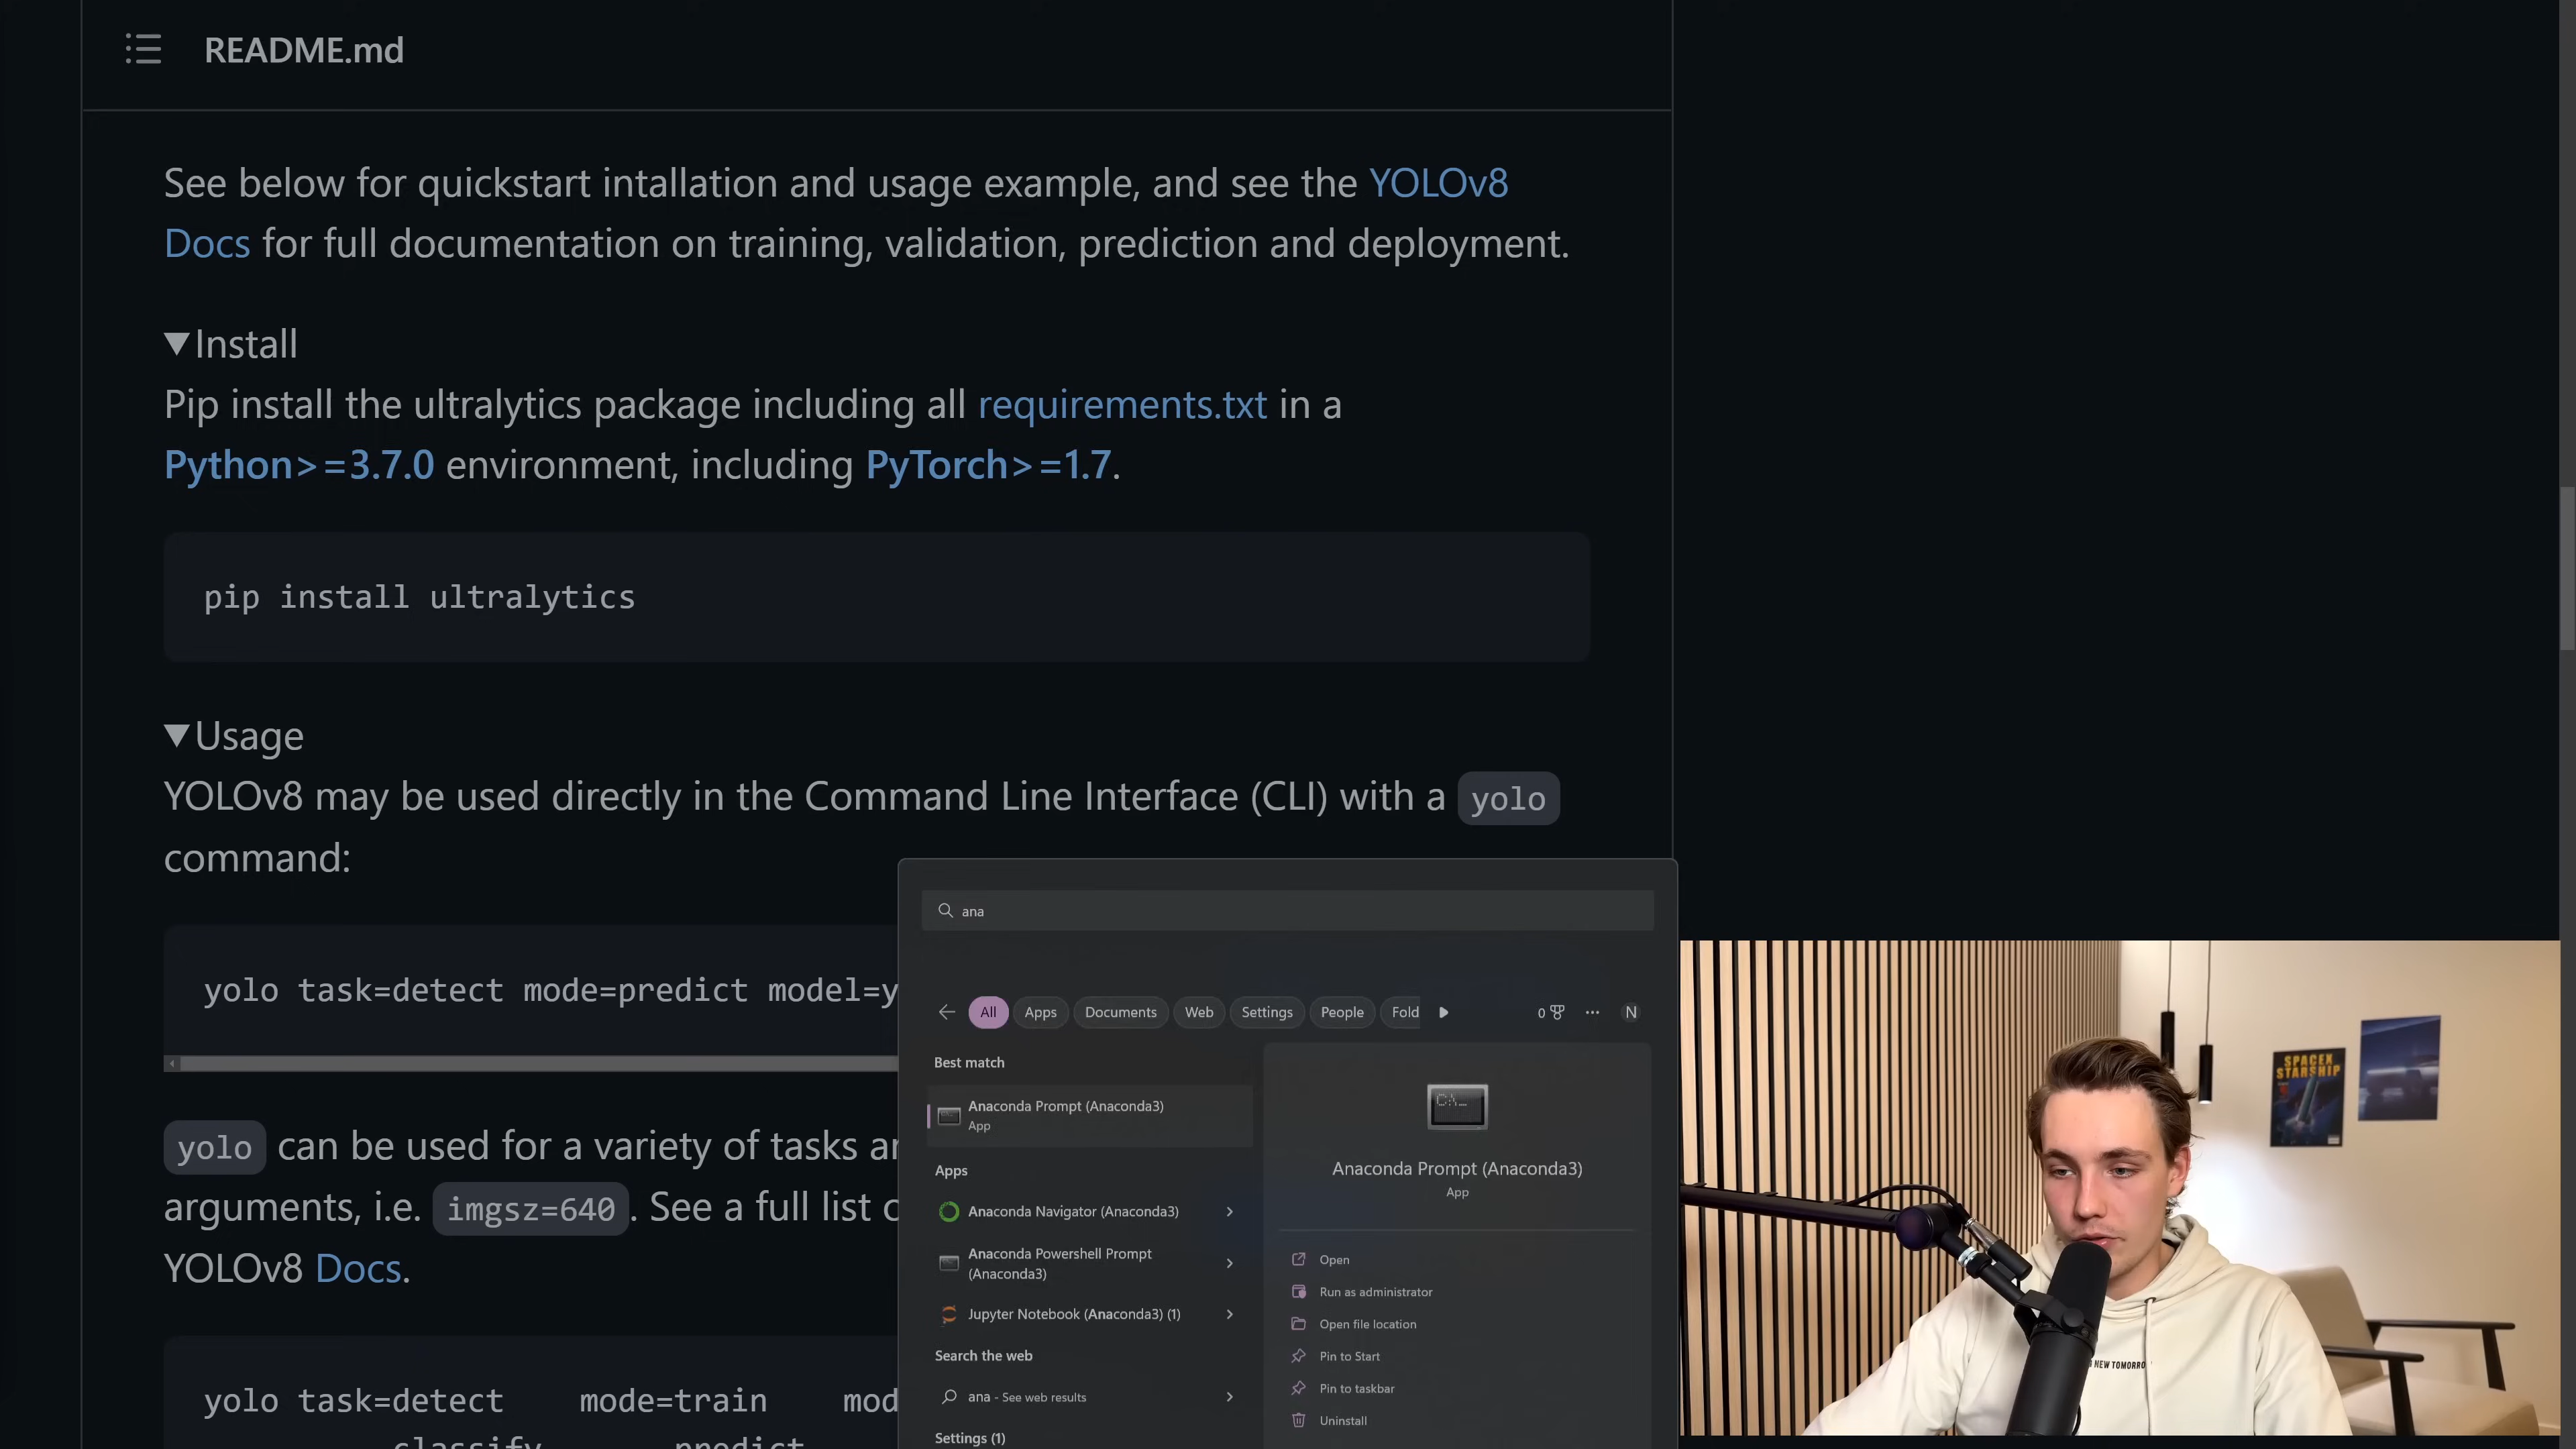 README.md
See below for quickstart intallation and usage example, and see the YOLOv8
Docs for full documentation on training, validation, prediction and deployment.
▼Install
Pip install the ultralytics package including all requirements.txt in a
Python>=3.7.0 environment, including PyTorch>=1.7.
pip install ultralytics
▼Usage
YOLOv8 may be used directly in the Command Line Interface (CLI) with a yolo
command:
yolo task=detect mode=predict model=y
yolo can be used for a variety of tasks ar
arguments, i.e. imgsz=640. See a full list o
YOLOv8 Docs.
yolo task=detect mode=train mod
classify predict
ana
All Apps Documents Web Settings People Fold 0 ... N
Best match
Anaconda Prompt (Anaconda3)
App
Apps
Anaconda Navigator (Anaconda3)
Anaconda Powershell Prompt
(Anaconda3)
Jupyter Notebook (Anaconda3) (1)
Search the web
ana - See web results
Settings (1)
C:\_
Anaconda Prompt (Anaconda3)
App
Open
Run as administrator
Open file location
Pin to Start
Pin to taskbar
Uninstall
SPACEX
STARSHIP
NEW TOMORRO